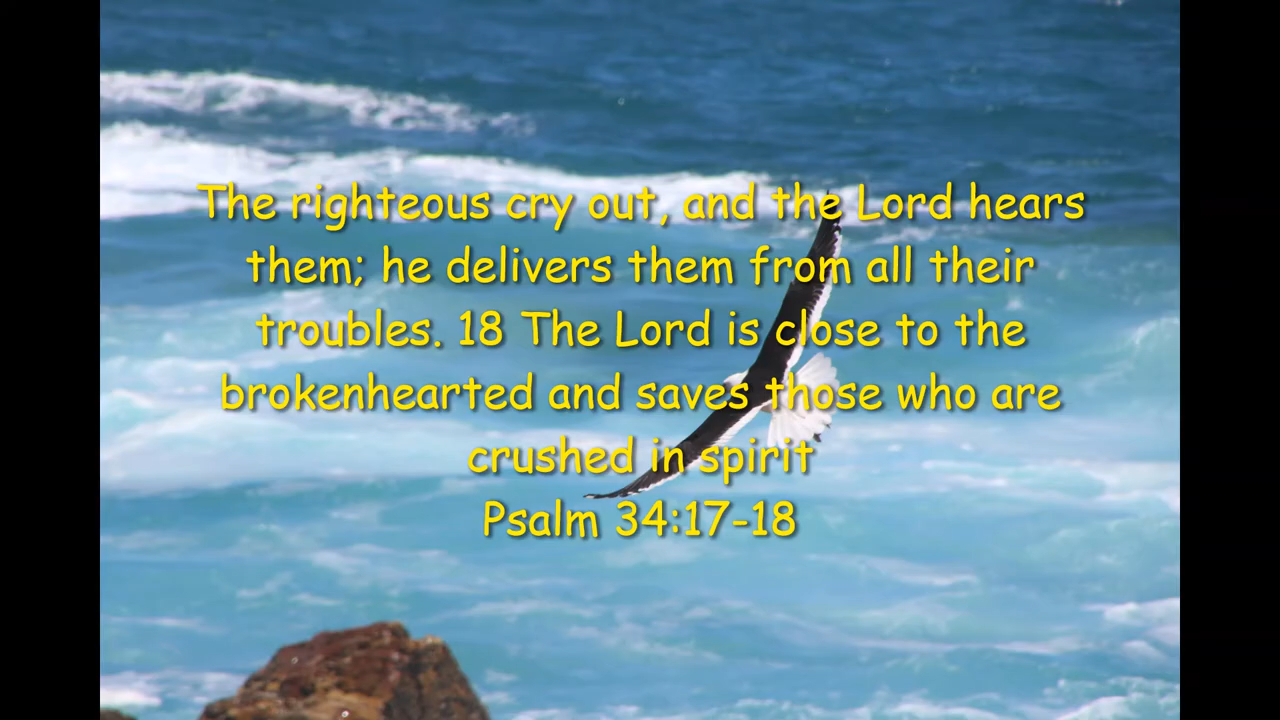 The righteous cry out, and the Lord hears
them; he delivers them from all their
troubles. 18 The Lord is close to the
brokenhearted and saves those who are
crushed in spirit
Psalm 34:17-18